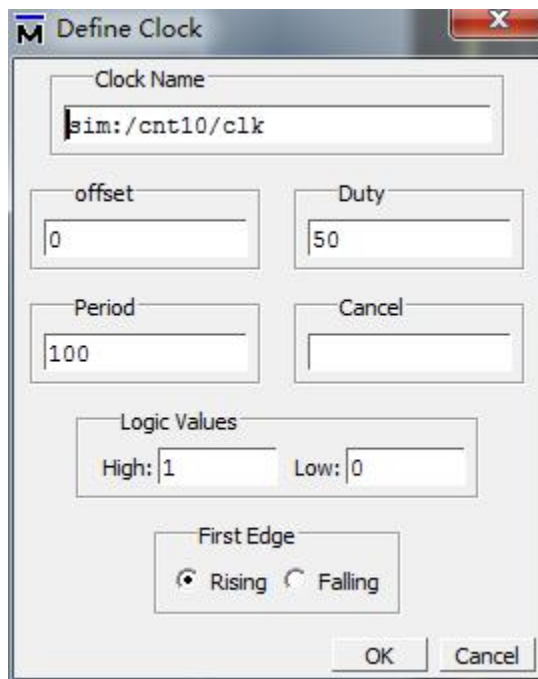 M Define Clock
Clock Name
sim:/cnt10/clk
offset
Duty
0
50
Period
Cancel
100
Logic Values
High: 1 Low: 0
First Edge
Rising Falling
OK Cancel